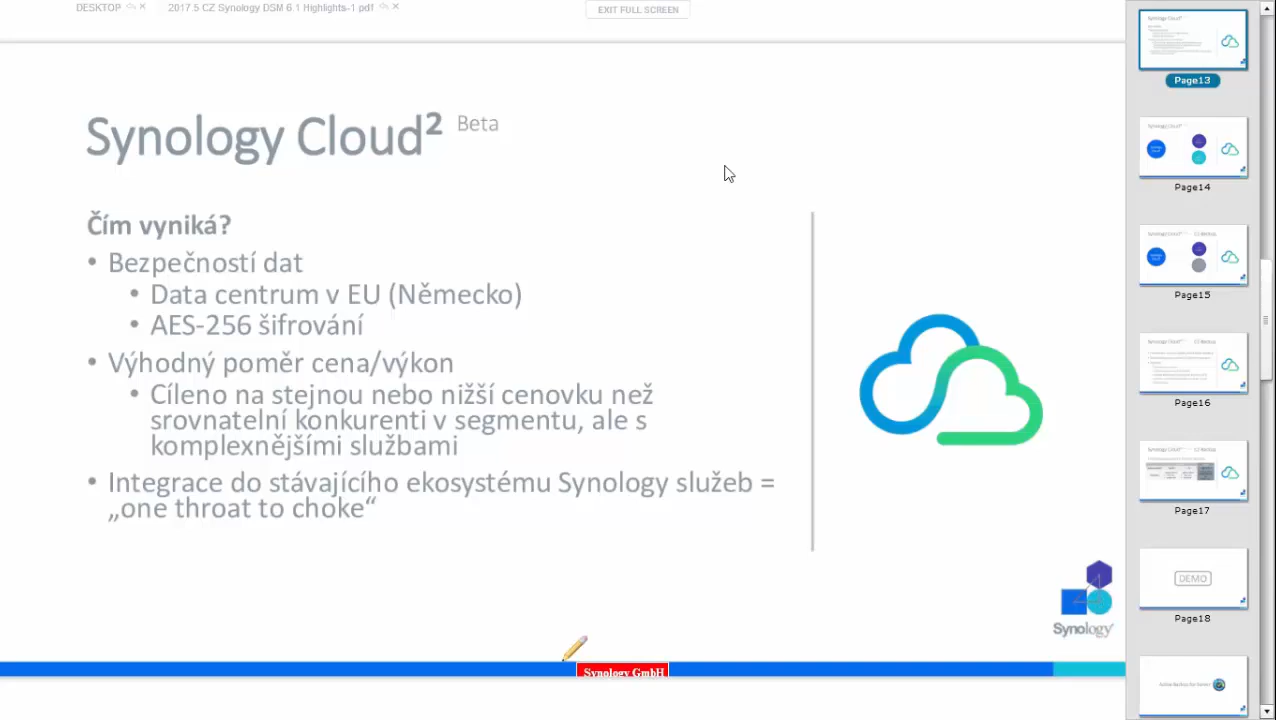 DESKTOP
2017.5 CZ Synology DSM 6 1 Highlights-1 pdf
EXIT FULL SCREEN
Synology Cloud² Beta
Čím vyniká?
• Bezpečností dat
• Data centrum v EU (Německo)
• AES-256 šifrování
• Výhodný poměr cena/výkon
• Cíleno na stejnou nebo nižší cenovku než
srovnatelní konkurenti v segmentu, ale s
komplexnějšími službami
• Integrace do stávajícího ekosystému Synology služeb =
„one throat to choke“
Synology
Synology GmbH
Page13
Page14
Page15
Page16
Page17
DEMO
Page18